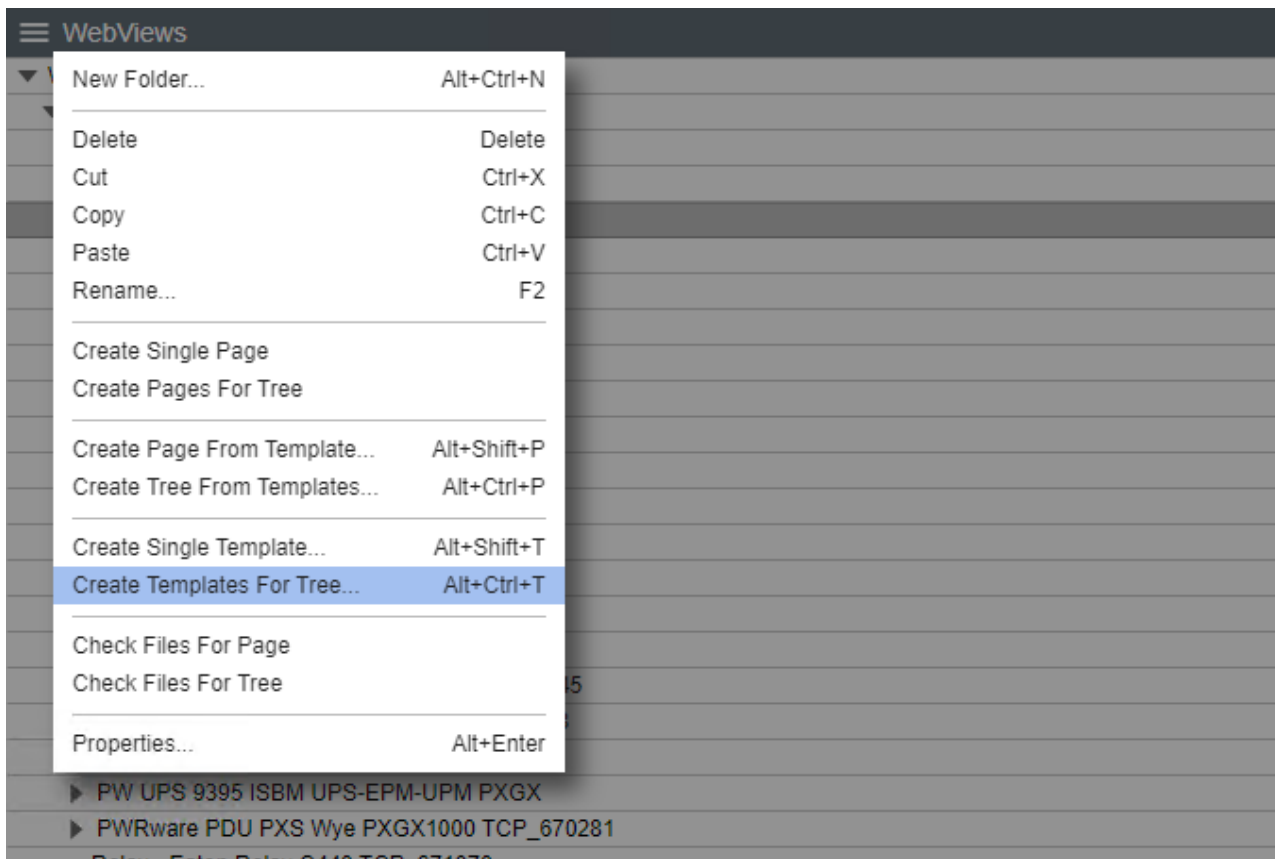 WebViews
New Folder... Alt+Ctrl+N
Delete Delete
Cut Ctrl+X
Copy Ctrl+C
Paste Ctrl+V
Rename... F2
Create Single Page
Create Pages For Tree
Create Page From Template... Alt+Shift+P
Create Tree From Templates... Alt+Ctrl+P
Create Single Template... Alt+Shift+T
Create Templates For Tree... Alt+Ctrl+T
Check Files For Page
Check Files For Tree
Properties... Alt+Enter
PW UPS 9395 ISBM UPS-EPM-UPM PXGX
PWRware PDU PXS Wye PXGX1000 TCP_670281